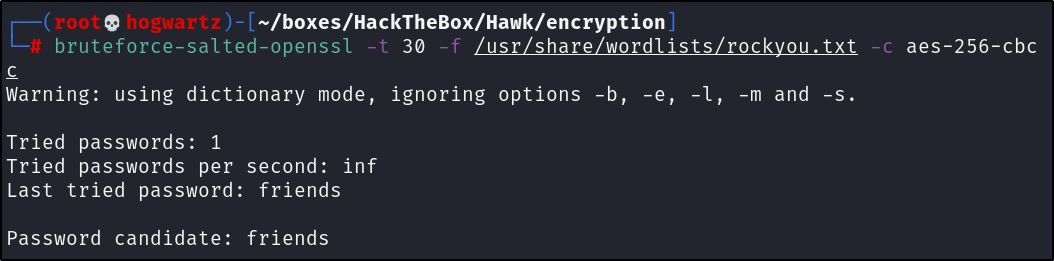 ┌──(root💀hogwartz)-[~/boxes/HackTheBox/Hawk/encryption]
└─# bruteforce-salted-openssl -t 30 -f /usr/share/wordlists/rockyou.txt -c aes-256-cbc
c
Warning: using dictionary mode, ignoring options -b, -e, -l, -m and -s.

Tried passwords: 1
Tried passwords per second: inf
Last tried password: friends

Password candidate: friends